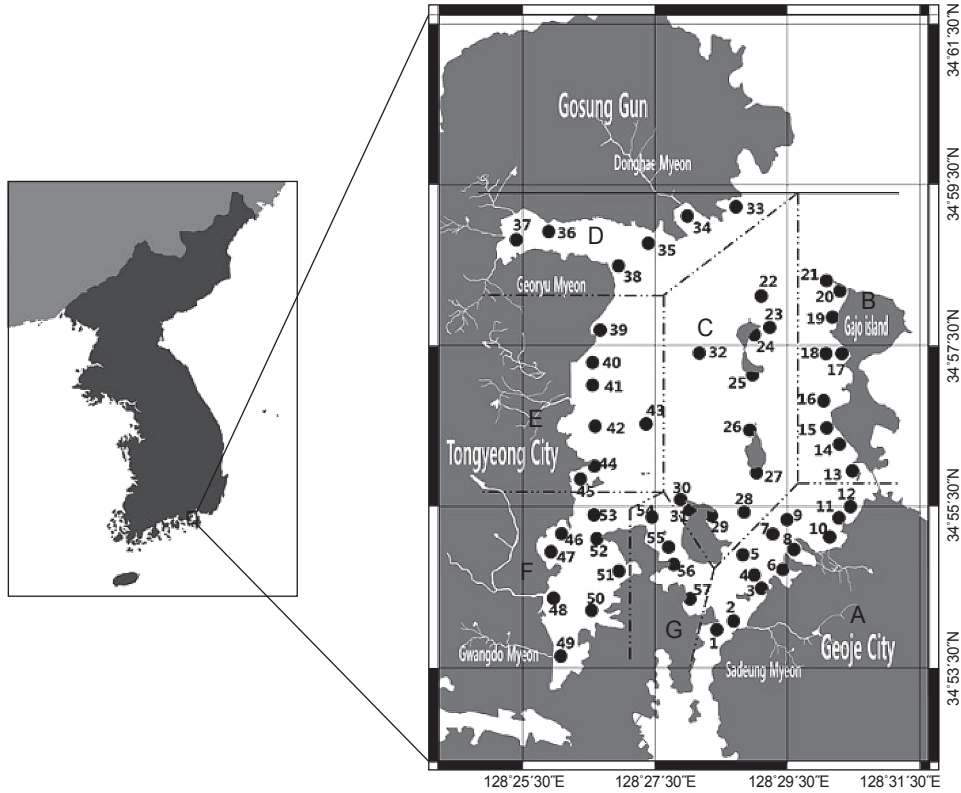 34˚61′30″N
Gosung Gun
Donghae Myeon
34˚59′30″N
33
34
37
36
D
35
38
21
22
20
B
Georyu Myeon
19
Gajo island
23
C
39
24
34˚57′30″N
32
18
17
40
25
41
16
E
43
42
26
15
14
Tongyeong City
44
27
13
45
30
12
34˚55′30″N
53
54
31
29
28
9
11
10
46
52
7
8
47
55
5
F
51
56
4
6
3
48
50
57
2
A
G
1
Geoje City
49
Gwangdo Myeon
Sadeung Myeon
34˚53′30″N
128˚25′30″E
128˚27′30″E
128˚29′30″E
128˚31′30″E